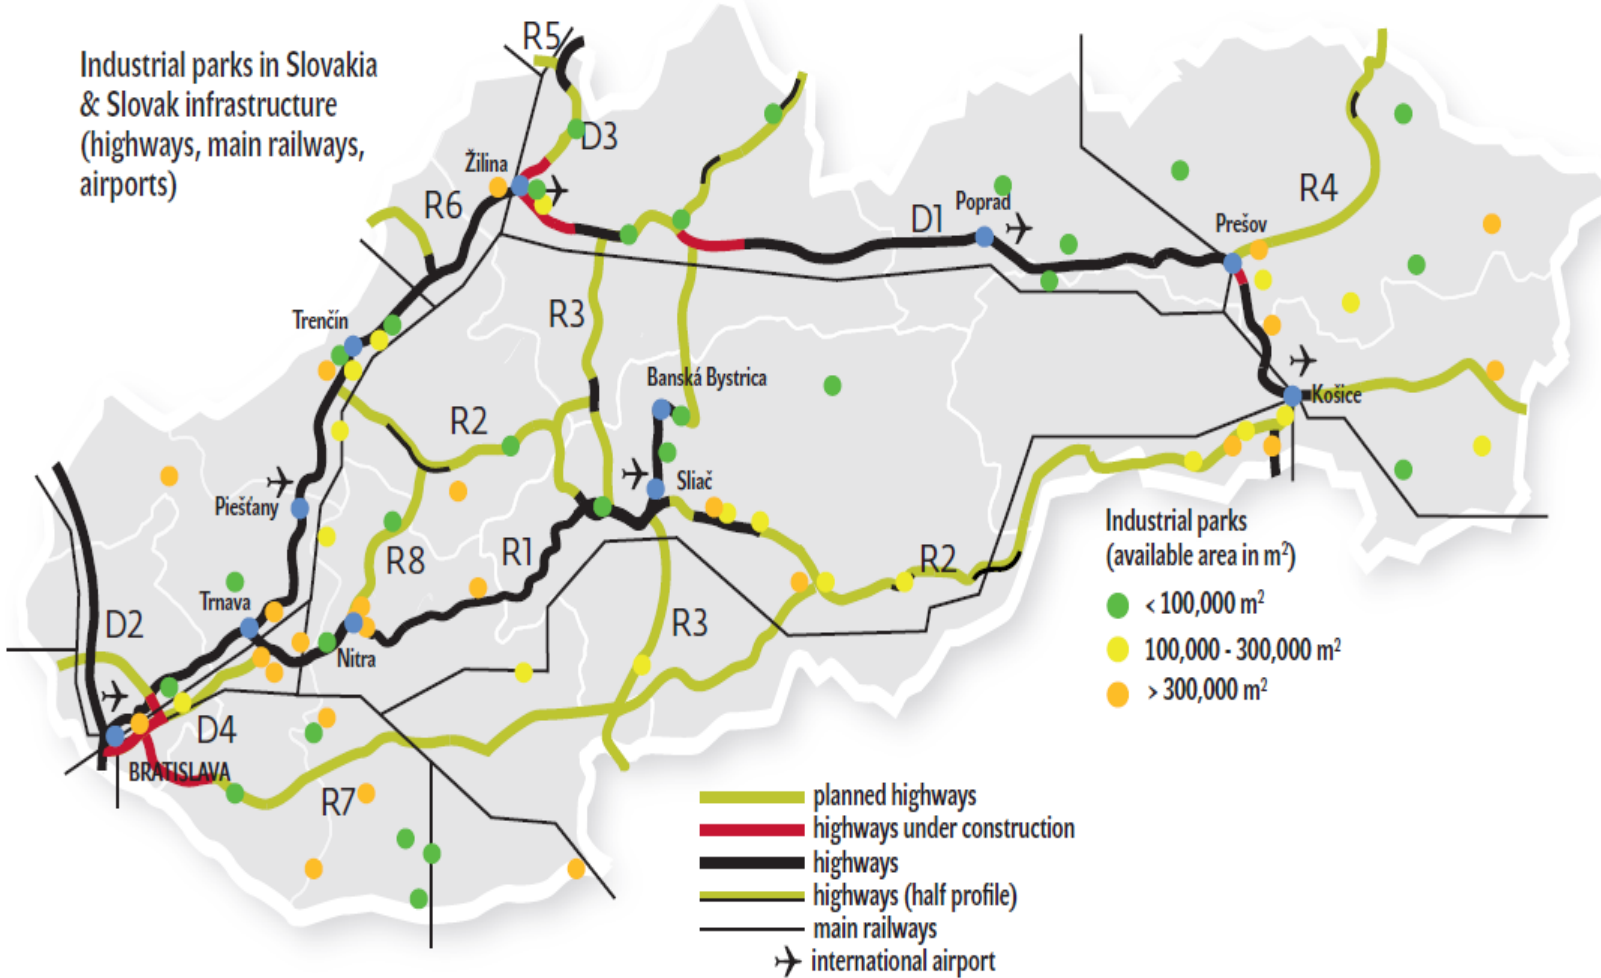 Industrial parks in Slovakia
& Slovak infrastructure
(highways, main railways,
airports)
R5
D3
Žilina
R6
R4
D1
Poprad
Prešov
Trenčín
R3
Banská Bystrica
Košice
R2
Sliač
Piešťany
R1
R8
R2
Trnava
D2
R3
Nitra
D4
BRATISLAVA
R7
Industrial parks
(available area in m²)
< 100,000 m²
100,000 - 300,000 m²
> 300,000 m²
planned highways
highways under construction
highways
highways (half profile)
main railways
international airport